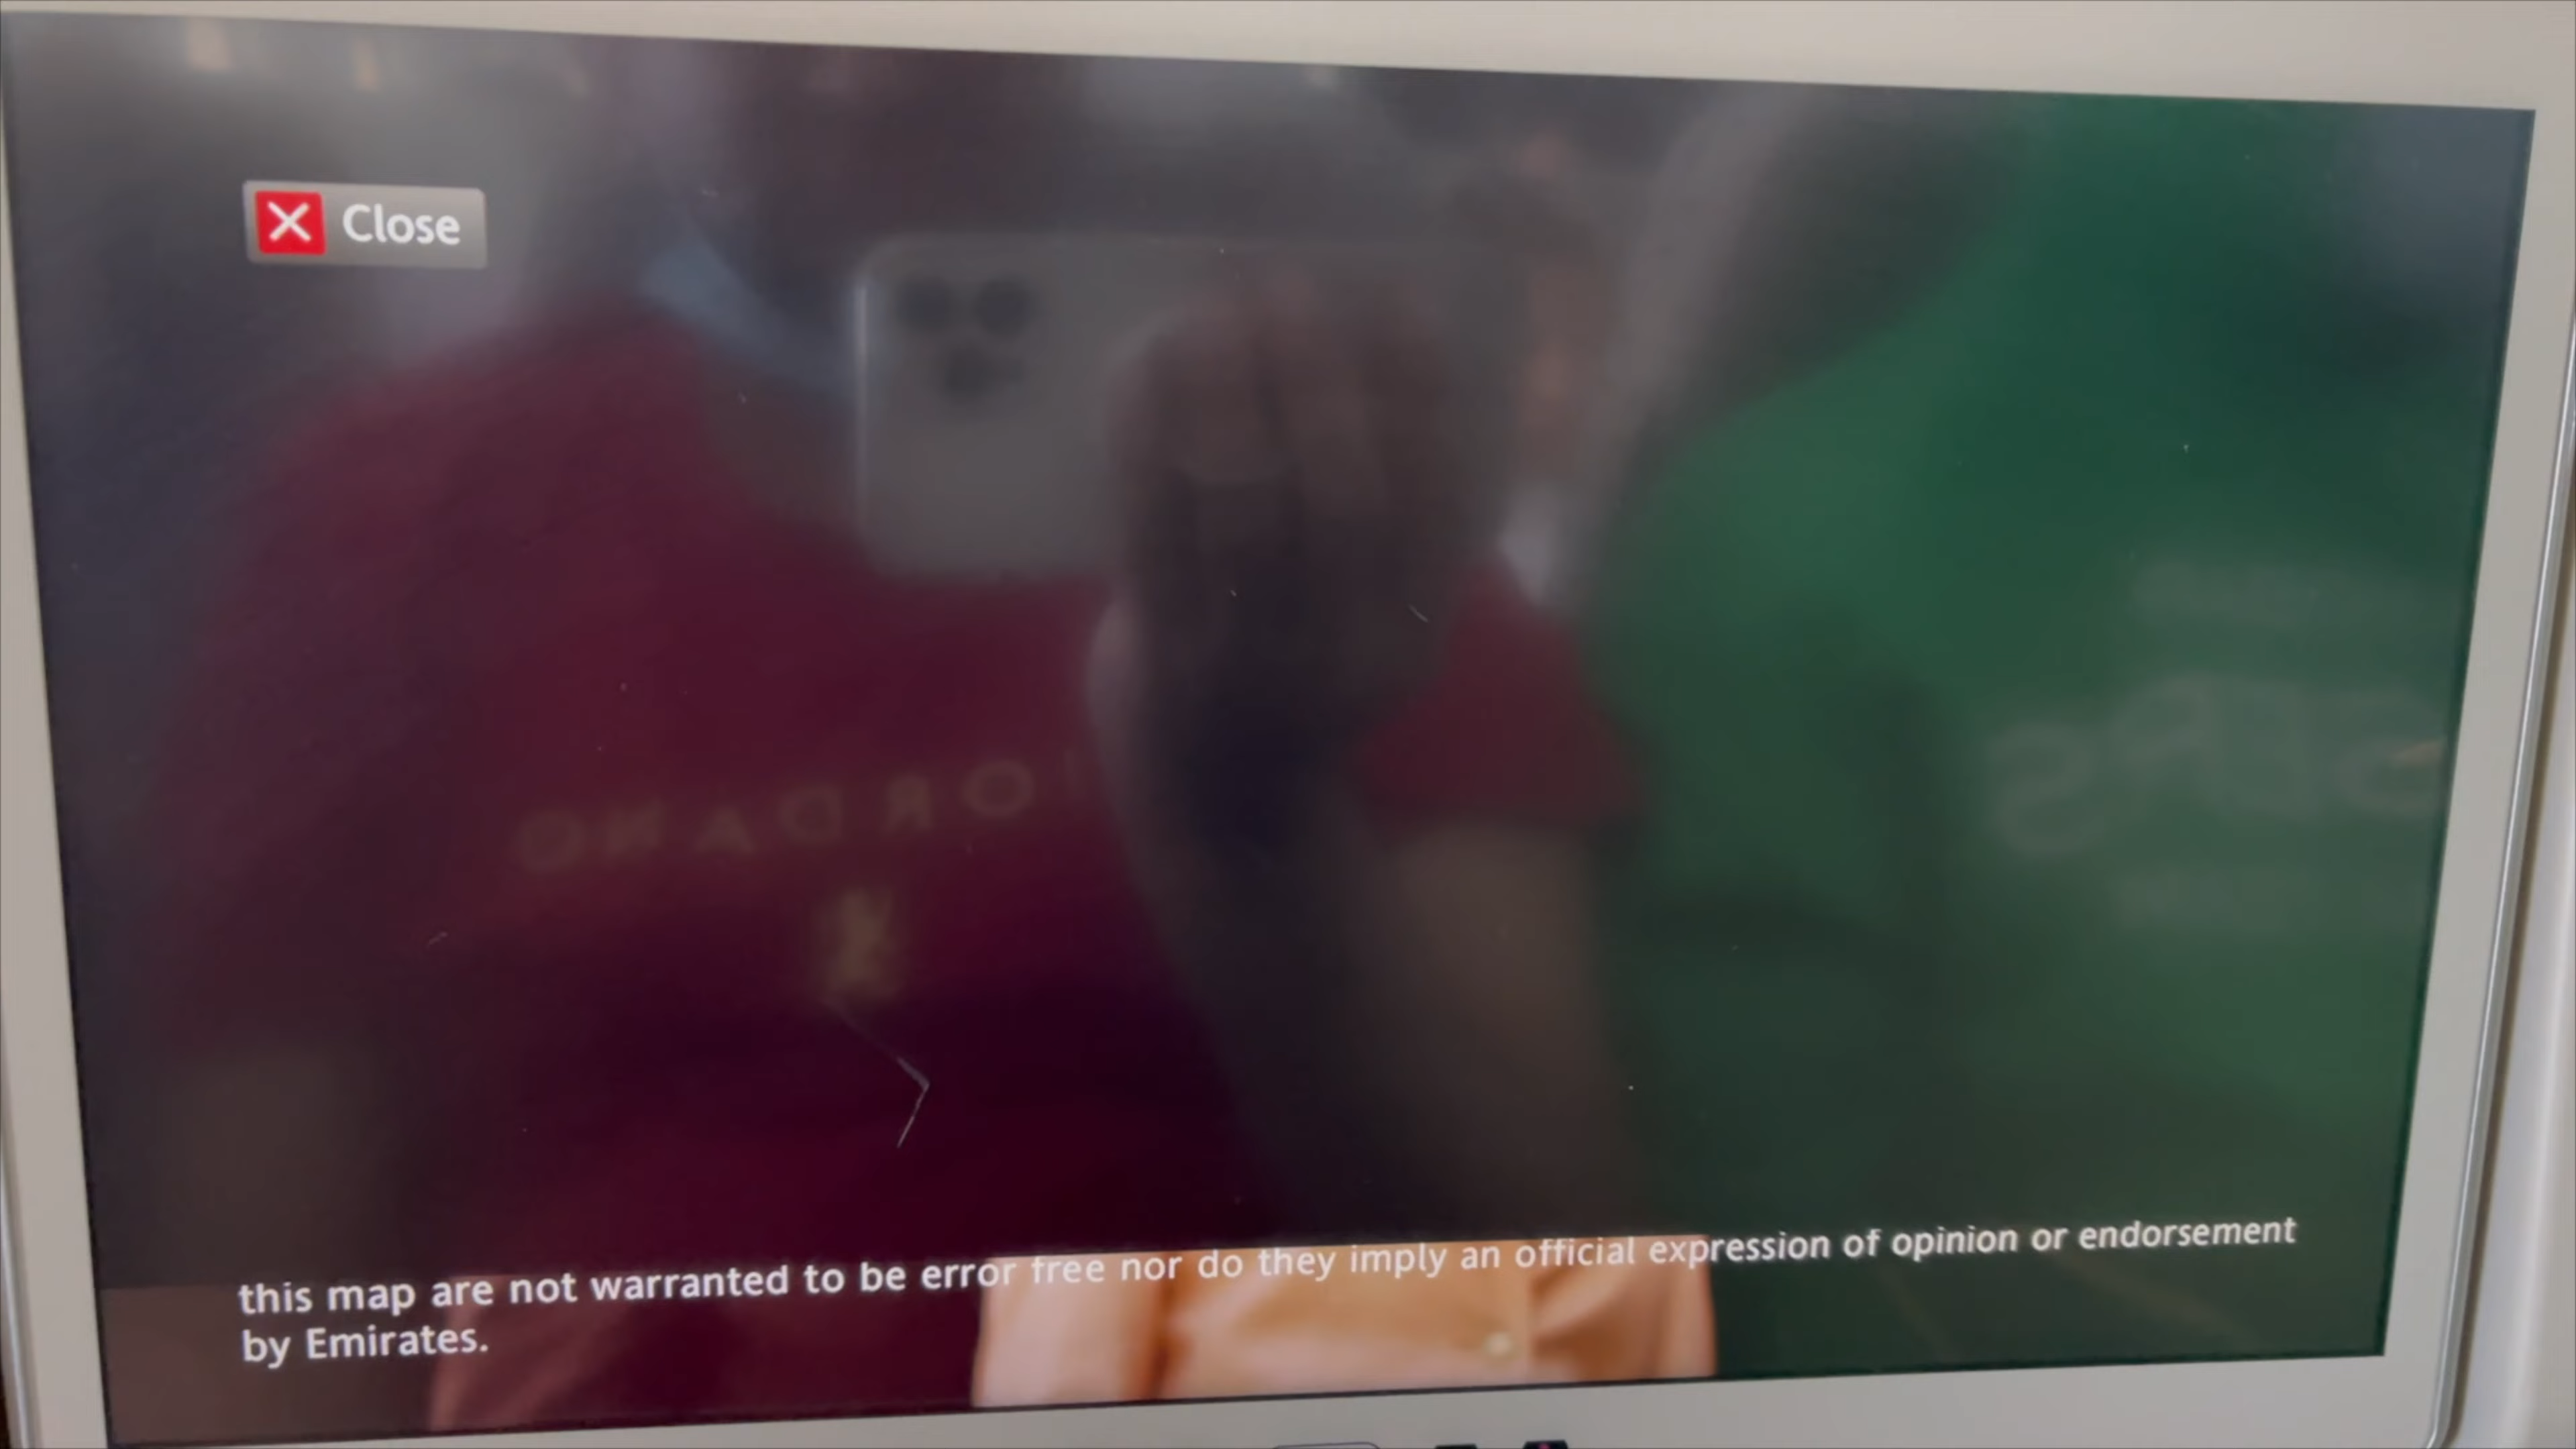 Close
this map are not warranted to be error free nor do they imply an official expression of opinion or endorsement
by Emirates.